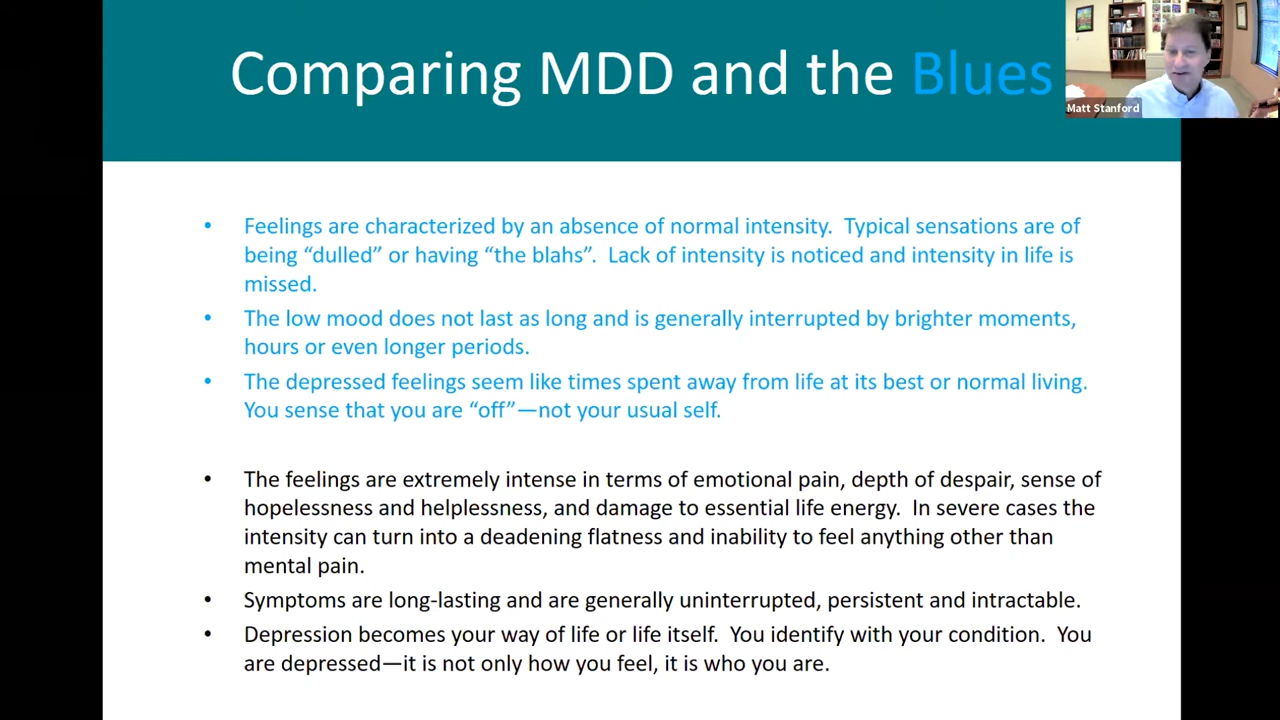 Comparing MDD and the Blues
Matt Stanford
• Feelings are characterized by an absence of normal intensity.  Typical sensations are of
being “dulled” or having “the blahs”.  Lack of intensity is noticed and intensity in life is
missed.
• The low mood does not last as long and is generally interrupted by brighter moments,
hours or even longer periods.
• The depressed feelings seem like times spent away from life at its best or normal living.
You sense that you are “off”—not your usual self.
• The feelings are extremely intense in terms of emotional pain, depth of despair, sense of
hopelessness and helplessness, and damage to essential life energy.  In severe cases the
intensity can turn into a deadening flatness and inability to feel anything other than
mental pain.
• Symptoms are long-lasting and are generally uninterrupted, persistent and intractable.
• Depression becomes your way of life or life itself.  You identify with your condition.  You
are depressed—it is not only how you feel, it is who you are.